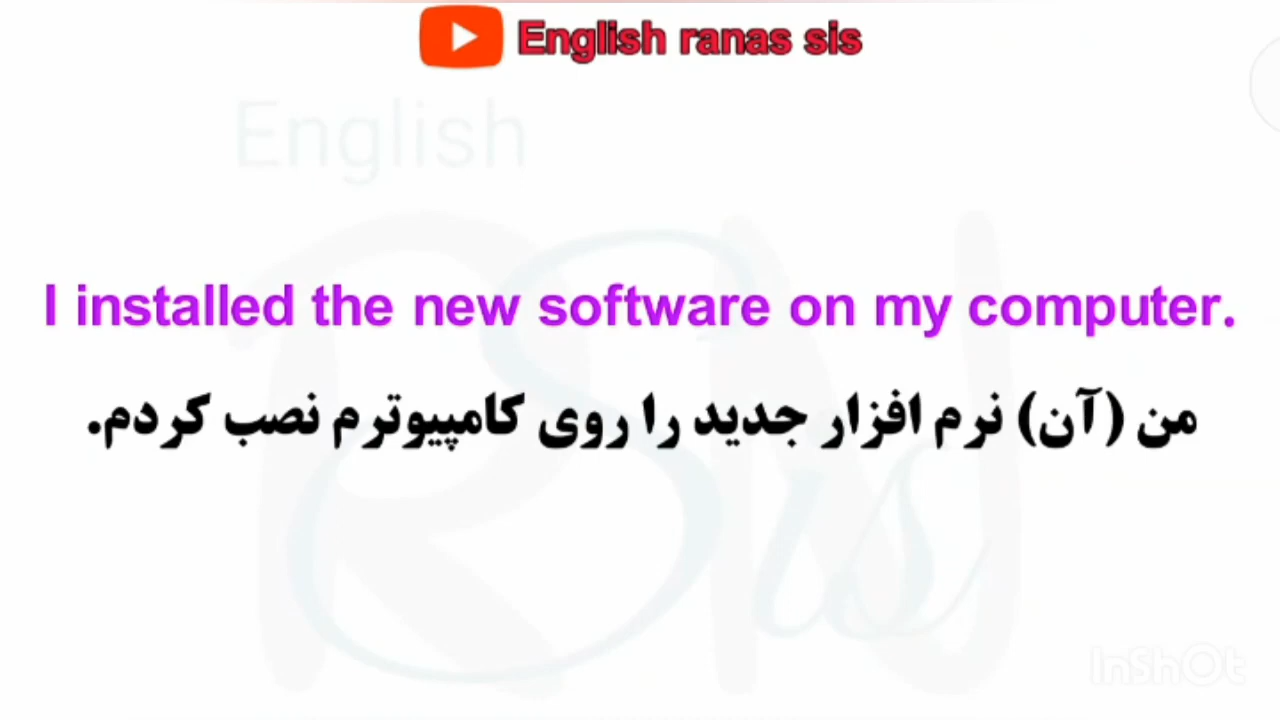 English ranas sis
English
I installed the new software on my computer.
من (آن) نرم افزار جدید را روی کامپیوترم نصب کردم.
Sis
InShOt